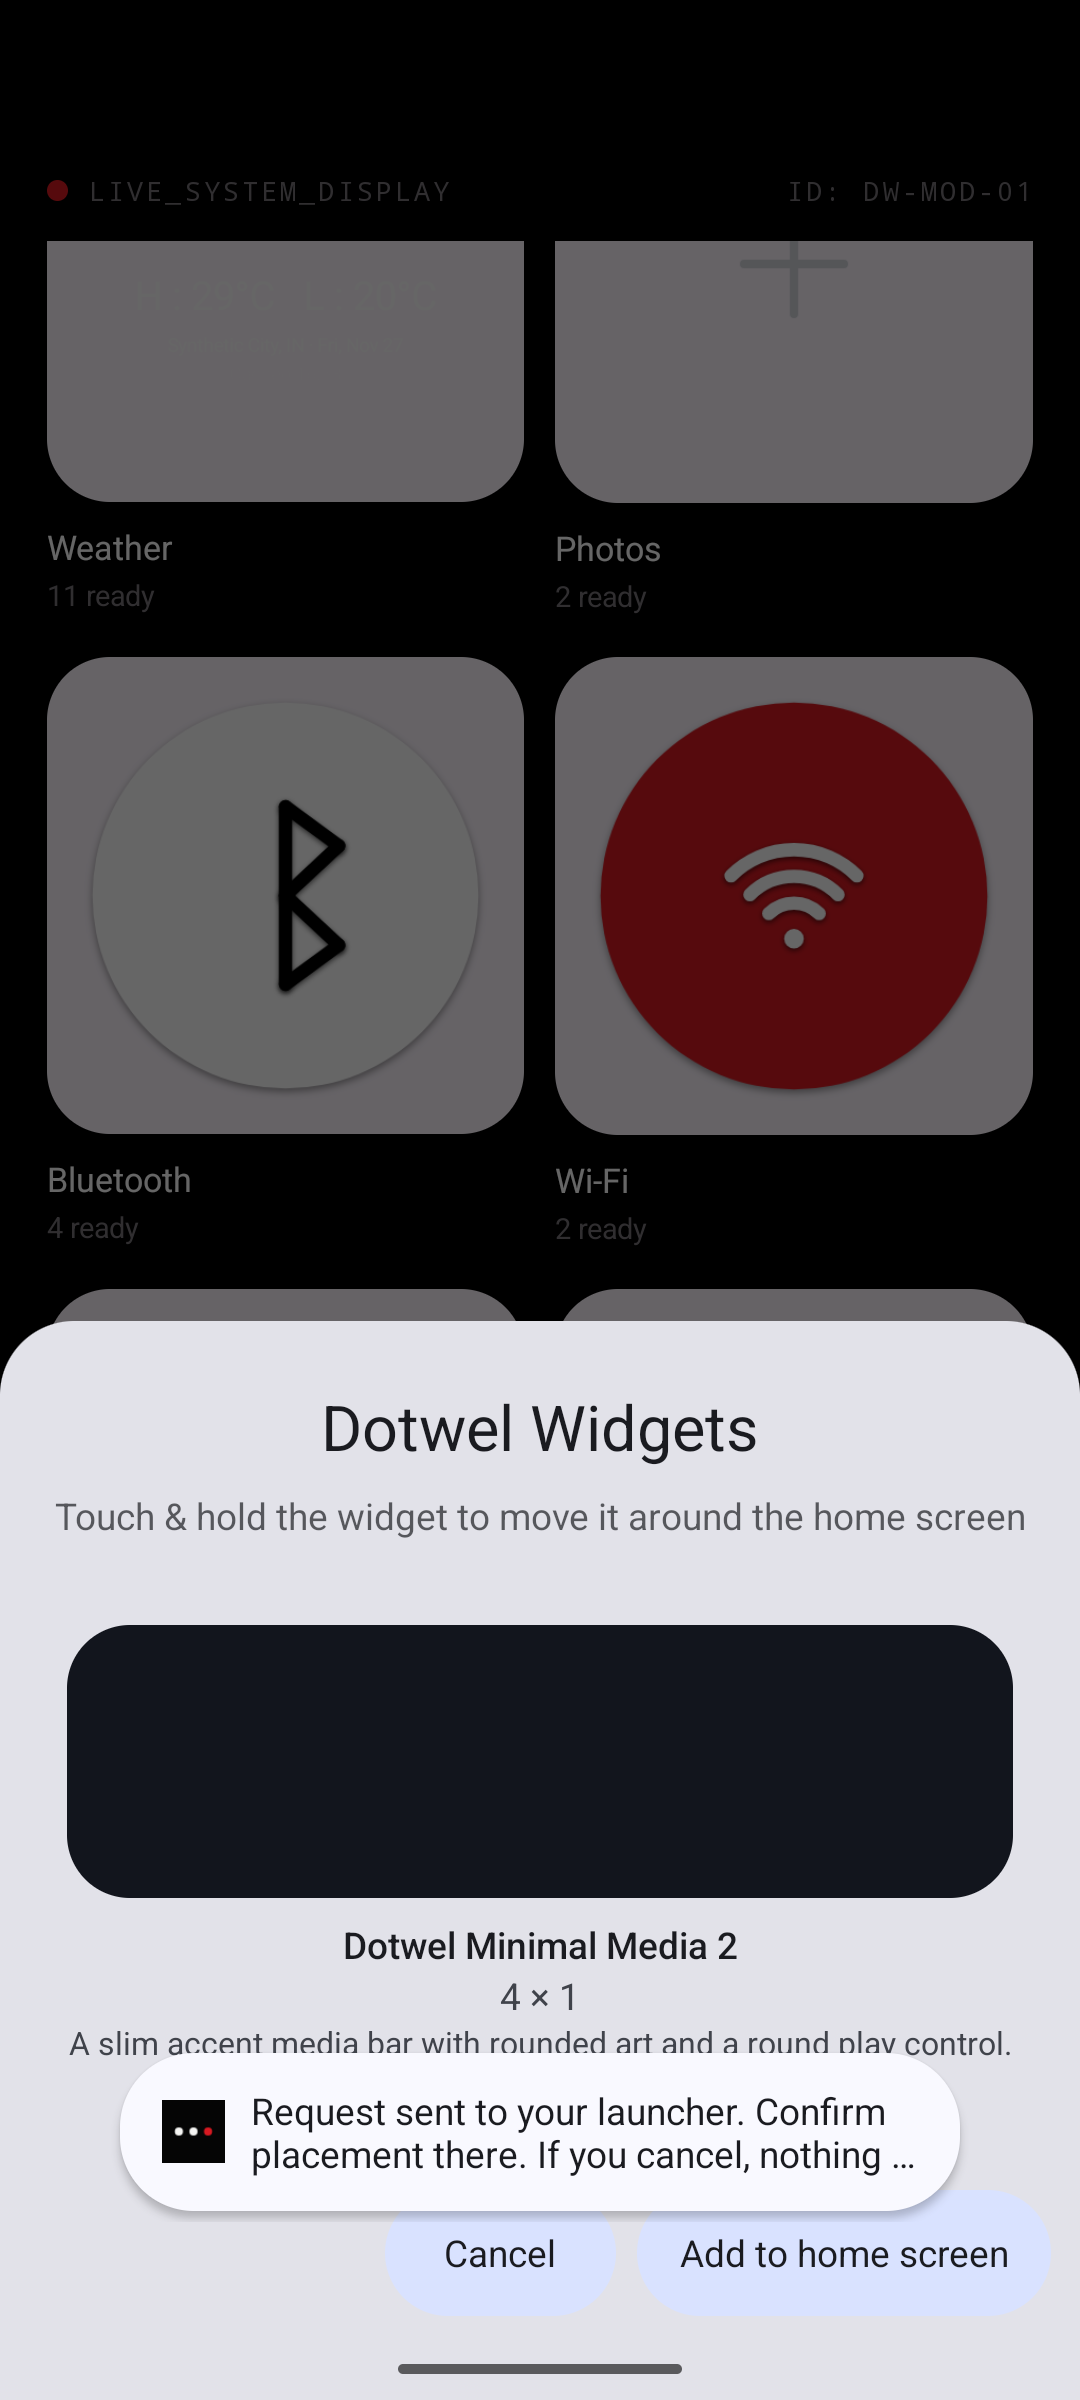 LIVE_SYSTEM_DISPLAY
ID: DW-MOD-01
H : 29°C L : 20°C
Weather
11 ready
Photos
2 ready
Bluetooth
4 ready
Wi-Fi
2 ready
Dotwel Widgets
Touch & hold the widget to move it around the home screen
Dotwel Minimal Media 2
4 × 1
A slim accent media bar with rounded art and a round play control.
Request sent to your launcher. Confirm
placement there. If you cancel, nothing ...
Cancel
Add to home screen